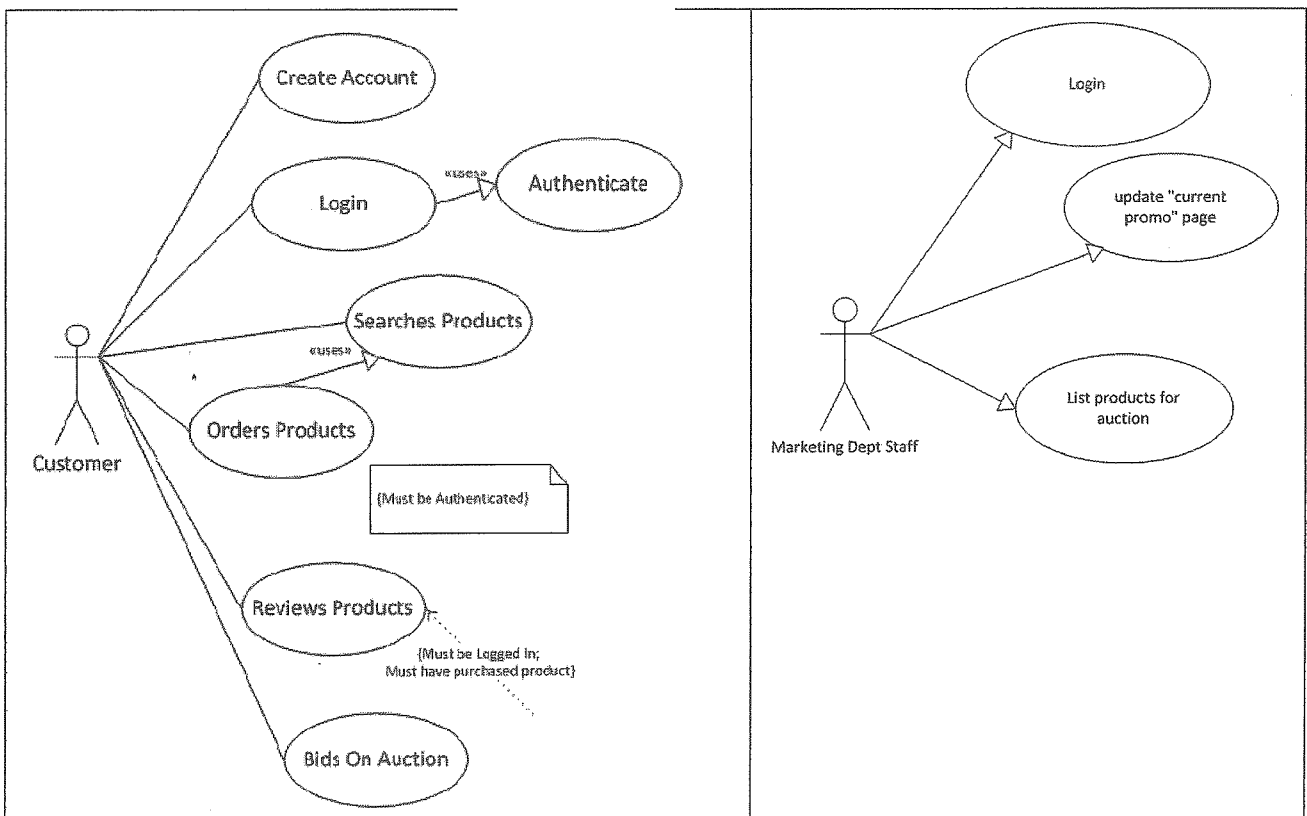 Create Account
Login
«uses»
Authenticate
Searches Products
«uses»
Orders Products
Customer
{Must be Authenticated}
Reviews Products
{Must be Logged In;
Must have purchased product}
Bids On Auction
Login
update "current
promo" page
Marketing Dept Staff
List products for
auction